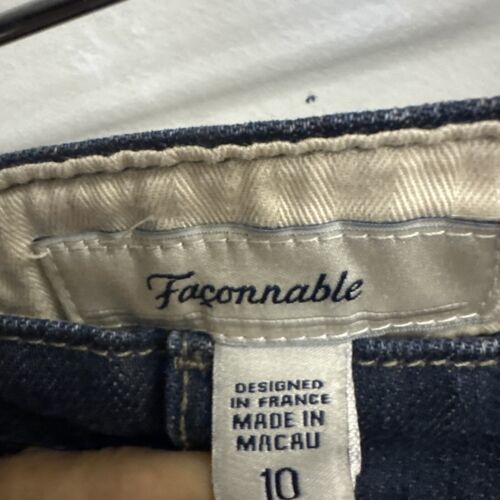 Façonnable
DESIGNED
IN FRANCE
MADE IN
MACAU
10